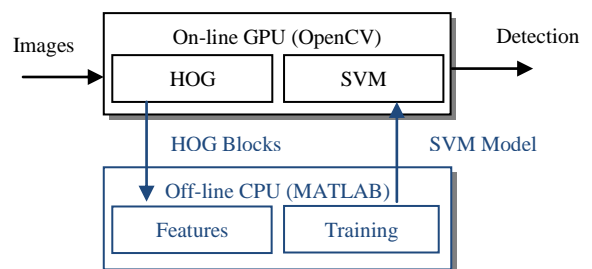 Images
On-line GPU (OpenCV)
Detection
HOG
SVM
HOG Blocks
SVM Model
Off-line CPU (MATLAB)
Features
Training